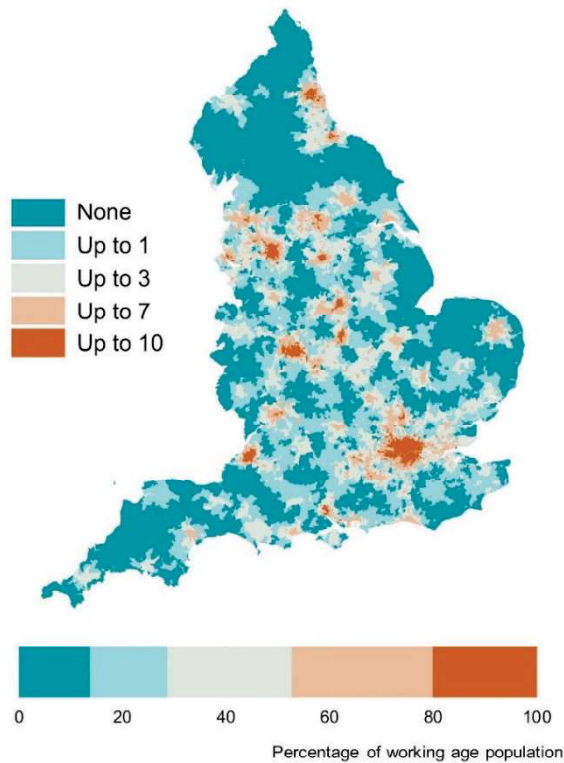 None
Up to 1
Up to 3
Up to 7
Up to 10
0 20 40 60 80 100
Percentage of working age population